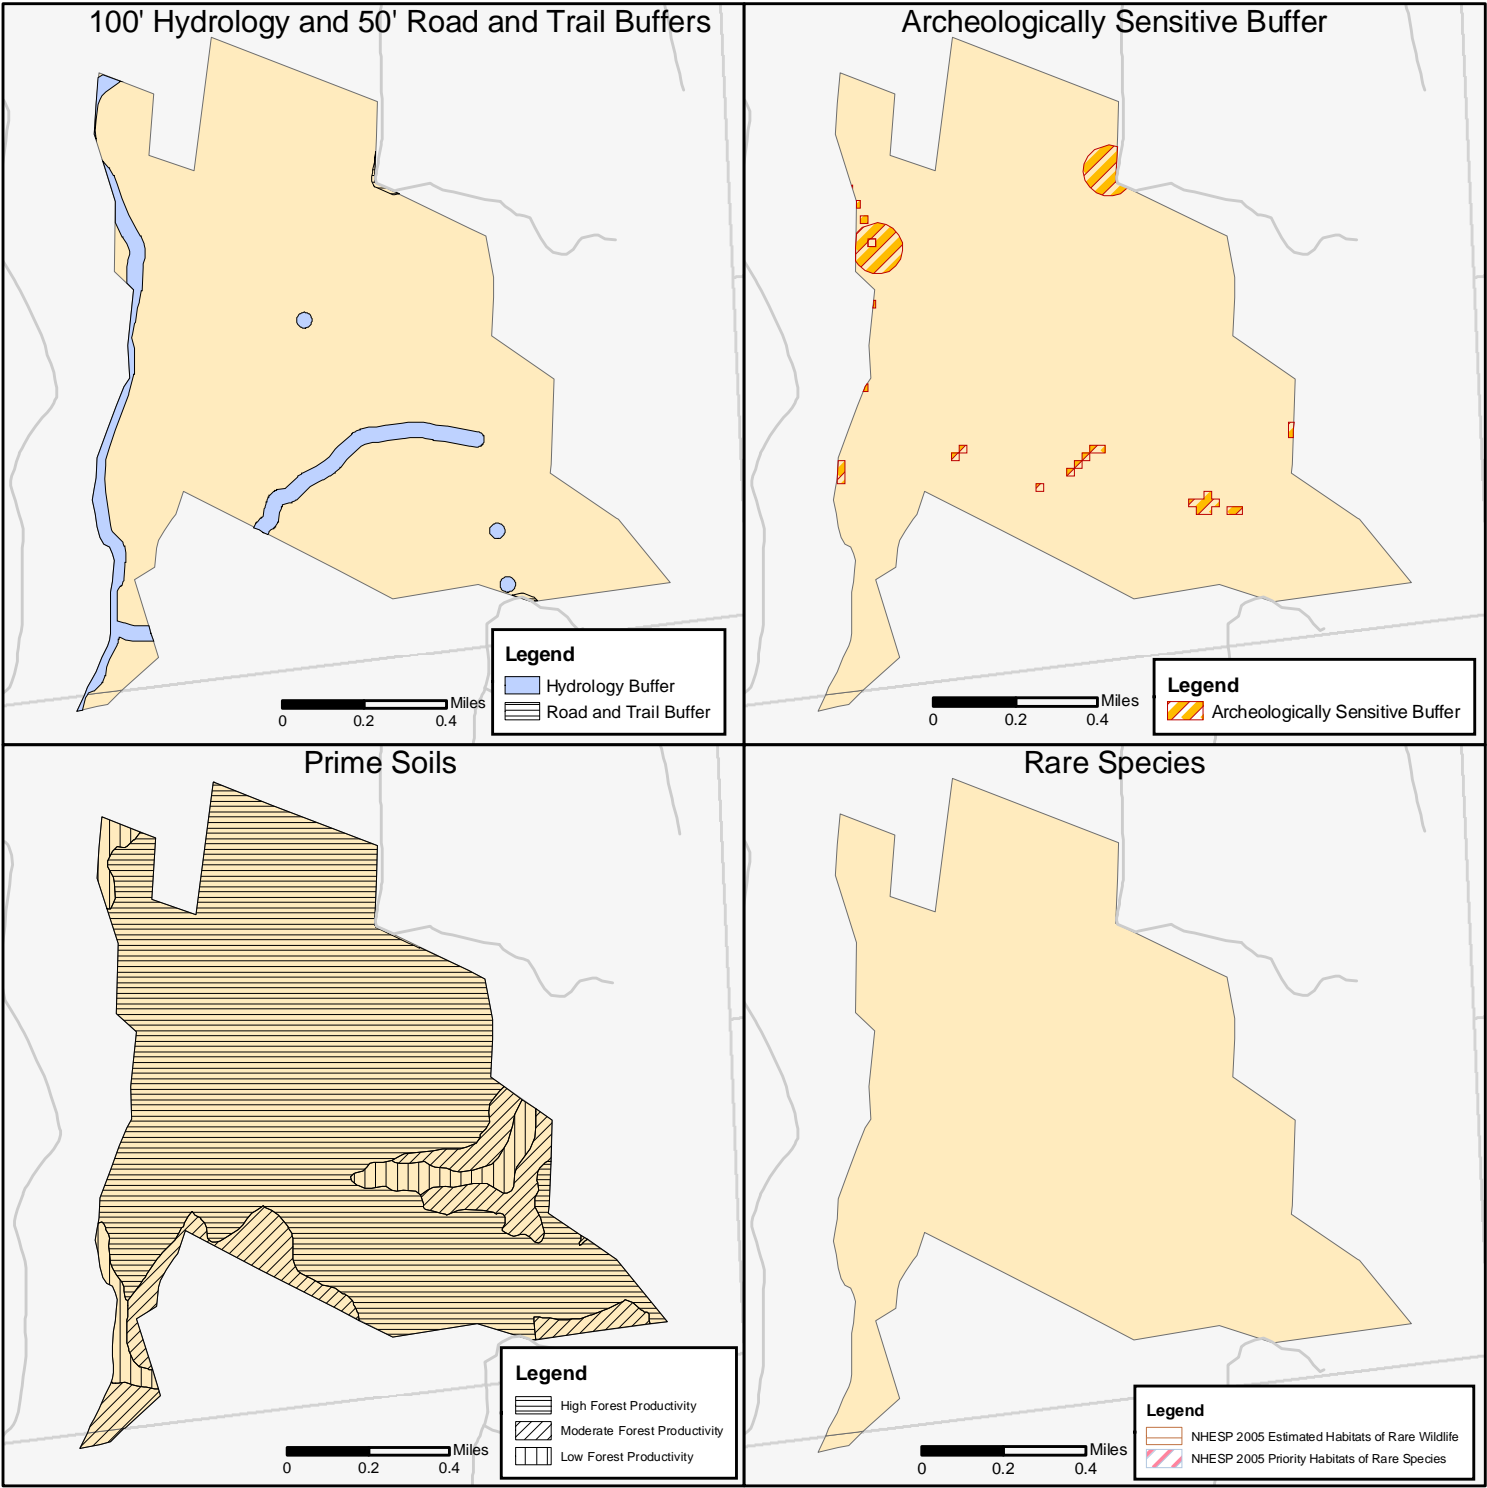 100' Hydrology and 50' Road and Trail Buffers
Legend
Hydrology Buffer
Road and Trail Buffer
Miles
0 0.2 0.4
Archeologically Sensitive Buffer
Legend
Archeologically Sensitive Buffer
Miles
0 0.2 0.4
Prime Soils
Legend
High Forest Productivity
Moderate Forest Productivity
Low Forest Productivity
Miles
0 0.2 0.4
Rare Species
Legend
NHESP 2005 Estimated Habitats of Rare Wildlife
NHESP 2005 Priority Habitats of Rare Species
Miles
0 0.2 0.4